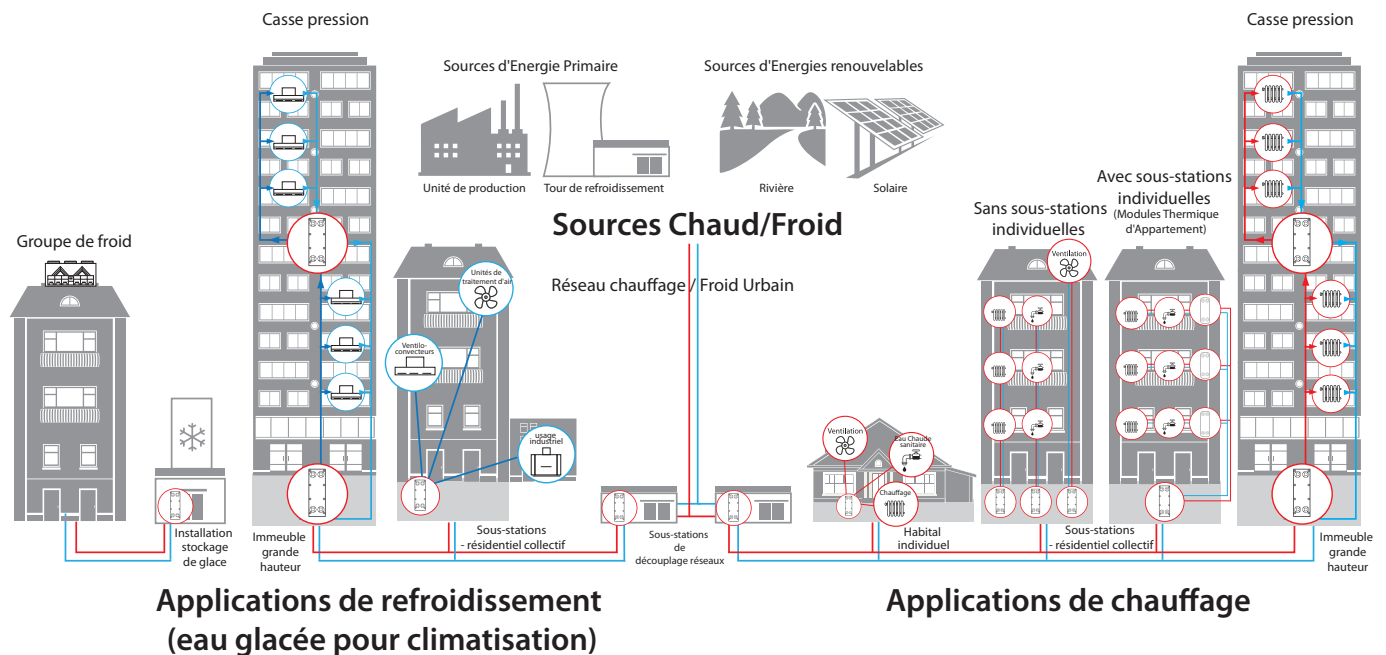 Casse pression
Casse pression
Sources d'Energie Primaire
Sources d'Energies renouvelables
Unité de production
Tour de refroidissement
Rivière
Solaire
Sources Chaud/Froid
Réseau chauffage / Froid Urbain
Groupe de froid
Unités de
traitement d'air
Ventilo-
convecteurs
usage
industriel
Sans sous-stations
individuelles
Avec sous-stations
individuelles
(Modules Thermique
d'Appartement)
Ventilation
Ventilation
Eau Chaude
sanitaire
Chauffage
Installation
stockage
de glace
Immeuble
grande
hauteur
Sous-stations
- résidentiel collectif
Sous-stations
de
découplage réseaux
Habital
individuel
Sous-stations
- résidentiel collectif
Immeuble
grande
hauteur
Applications de refroidissement
(eau glacée pour climatisation)
Applications de chauffage